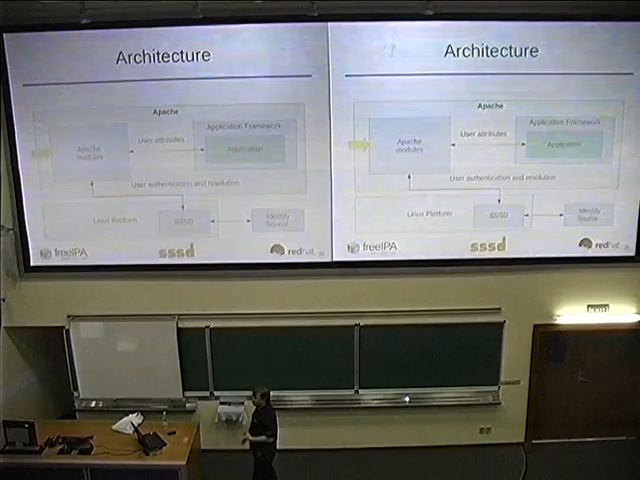 Architecture
Apache
Application Framework
User attributes
Apache
modules
Application
User authentication and resolution
Linux Platform
SSSD
Identity
Source
freeIPA
sssd
redhat.
Architecture
Apache
Application Framework
User attributes
Apache
modules
Application
User authentication and resolution
Linux Platform
SSSD
Identity
Source
freeIPA
sssd
redhat.